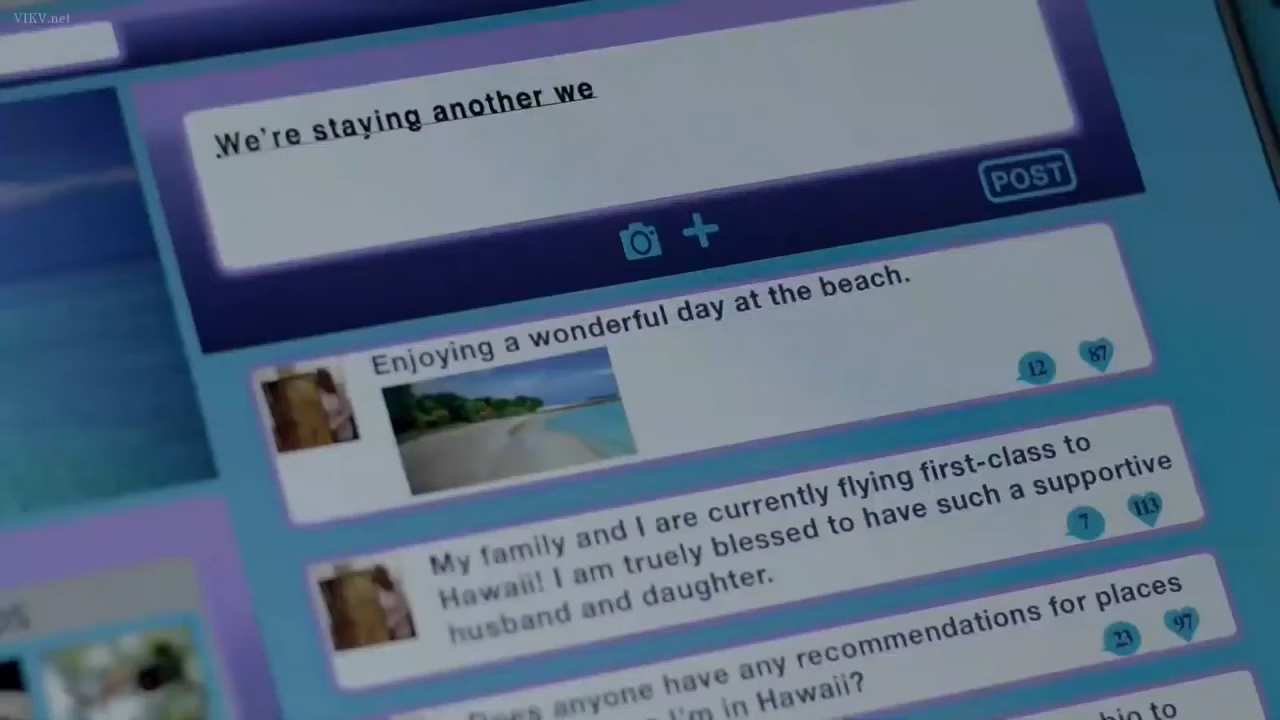 VIKV.net
We're staying another we
POST
Enjoying a wonderful day at the beach.
12
87
My family and I are currently flying first-class to
Hawaii! I am truely blessed to have such a supportive
husband and daughter.
7
113
anyone have any recommendations for places
I'm in Hawaii?
23
97
to